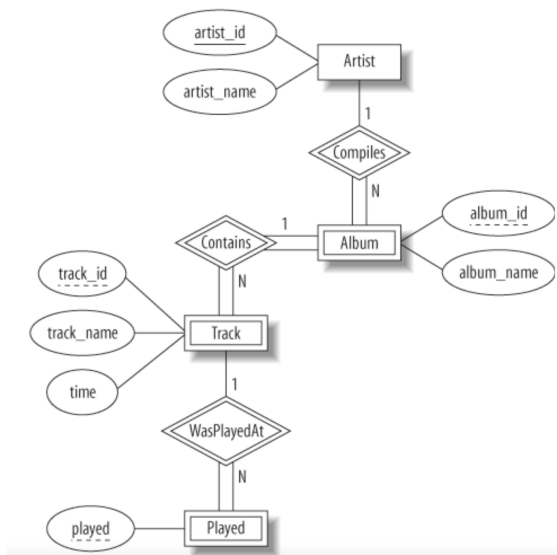 artist_id
Artist
artist_name
1
Compiles
N
album_id
1
Contains
Album
album_name
track_id
N
track_name
Track
time
1
WasPlayedAt
N
played
Played